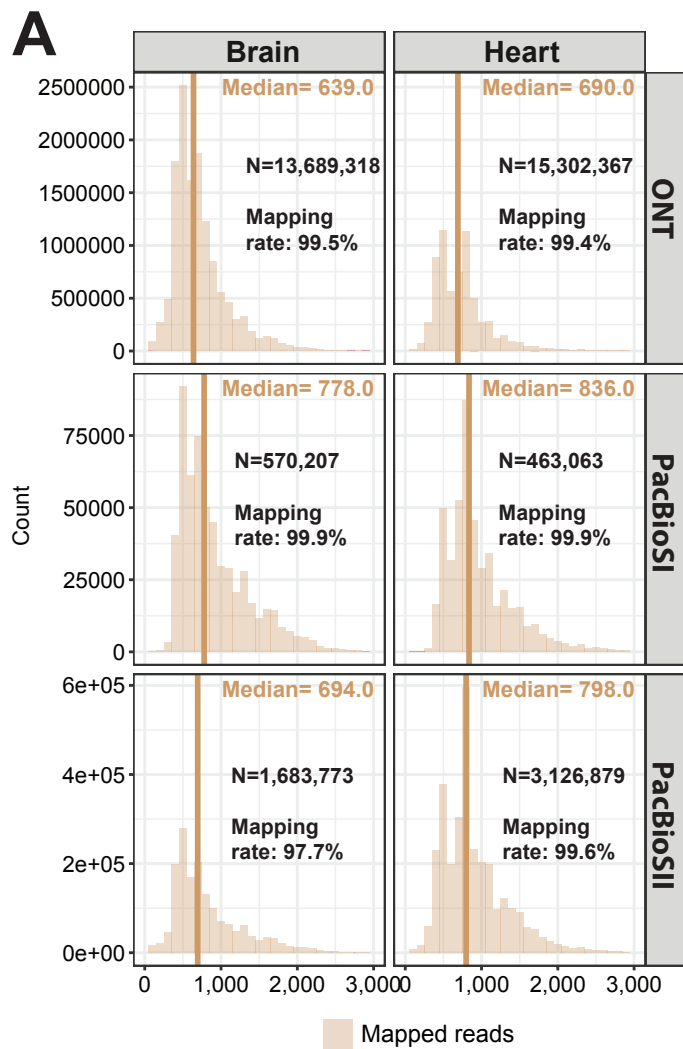 A
Brain
Heart
2500000
2000000
1500000
1000000
500000
0
Median= 639.0
N=13,689,318
Mapping
rate: 99.5%
Median= 690.0
N=15,302,367
Mapping
rate: 99.4%
ONT
Count
75000
50000
25000
0
Median= 778.0
N=570,207
Mapping
rate: 99.9%
Median= 836.0
N=463,063
Mapping
rate: 99.9%
PacBioSI
6e+05
4e+05
2e+05
0e+00
Median= 694.0
N=1,683,773
Mapping
rate: 97.7%
Median= 798.0
N=3,126,879
Mapping
rate: 99.6%
PacBioSII
0 1,000 2,000 3,000 0 1,000 2,000 3,000
Mapped reads